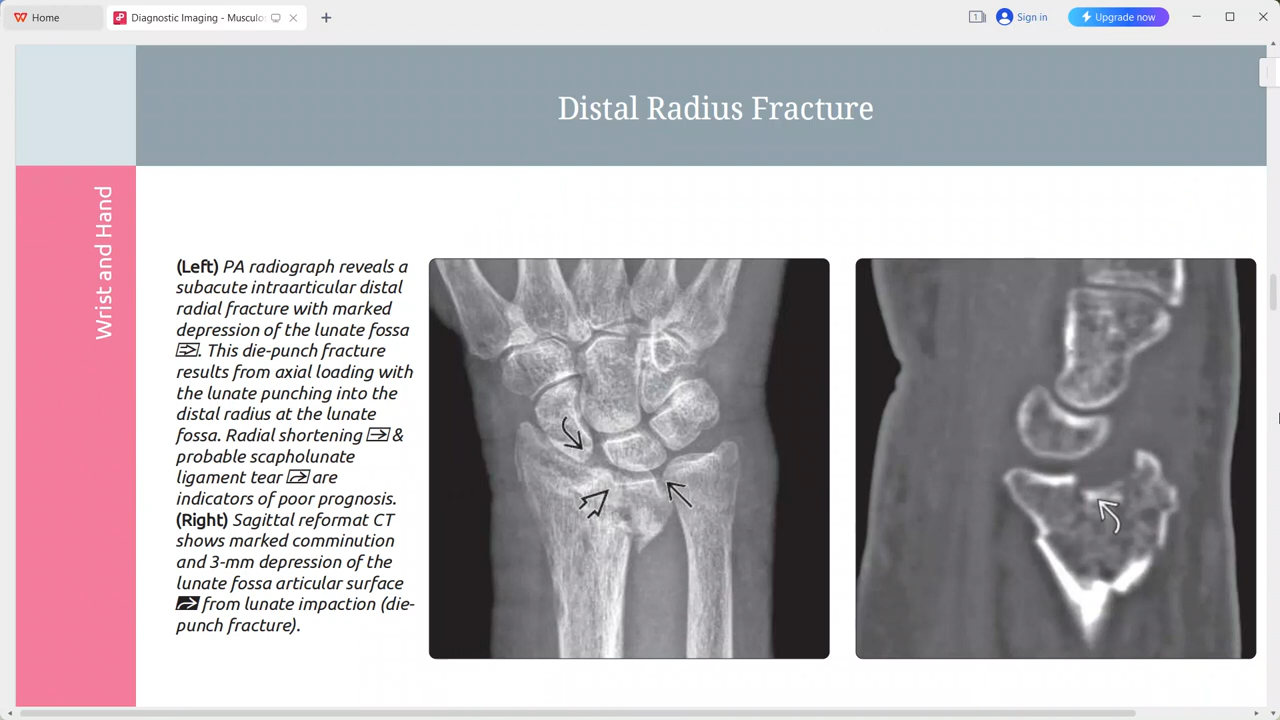 Home
Diagnostic Imaging - Musculo
1
Sign in
Upgrade now
Distal Radius Fracture
Wrist and Hand
(Left) PA radiograph reveals a
subacute intraarticular distal
radial fracture with marked
depression of the lunate fossa
. This die-punch fracture
results from axial loading with
the lunate punching into the
distal radius at the lunate
fossa. Radial shortening &
probable scapholunate
ligament tear are
indicators of poor prognosis.
(Right) Sagittal reformat CT
shows marked comminution
and 3-mm depression of the
lunate fossa articular surface
from lunate impaction (die-
punch fracture).